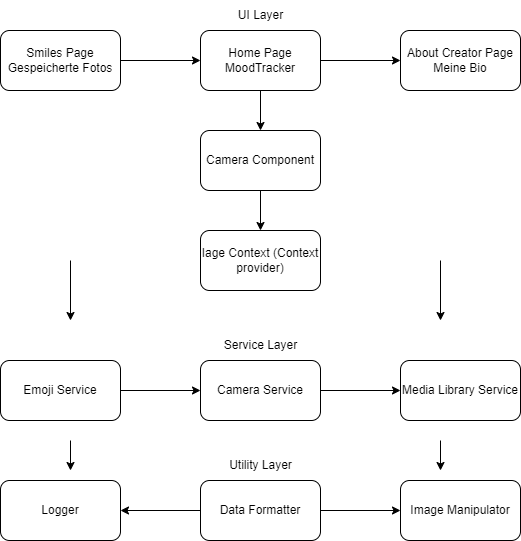 UI Layer
Smiles Page
Gespeicherte Fotos
Home Page
MoodTracker
About Creator Page
Meine Bio
Camera Component
lage Context (Context
provider)
Service Layer
Emoji Service
Camera Service
Media Library Service
Utility Layer
Logger
Data Formatter
Image Manipulator